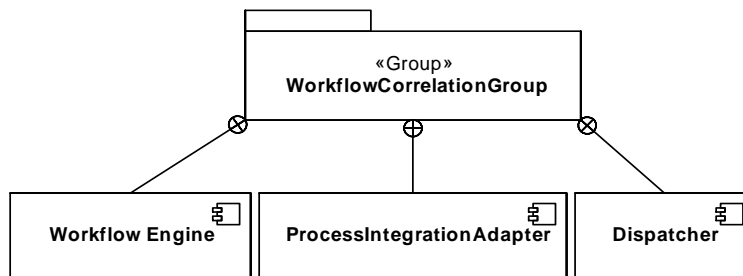 «Group»
WorkflowCorrelationGroup
Workflow Engine
ProcessIntegrationAdapter
Dispatcher